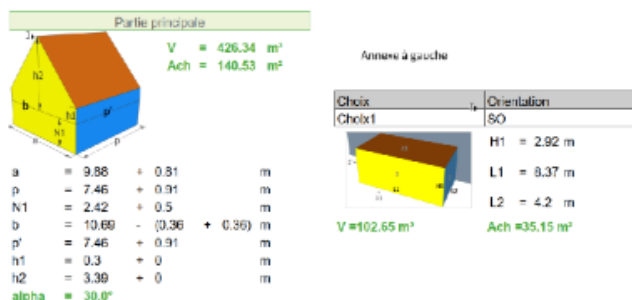 Partie principale
V = 426.34 m³
Ach = 140.53 m²
h2
b
h1
p'
N1
a
p
a = 9.88 + 0.81 m
p = 7.46 + 0.91 m
N1 = 2.42 + 0.5 m
b = 10.69 - (0.36 + 0.36) m
p' = 7.46 + 0.91 m
h1 = 0.3 + 0 m
h2 = 3.39 + 0 m
alpha = 30.0°
Annexe à gauche
Choix Orientation
Choix1 SO
H1 = 2.92 m
L1 = 8.37 m
L2 = 4.2 m
V =102.65 m³ Ach =35.15 m²